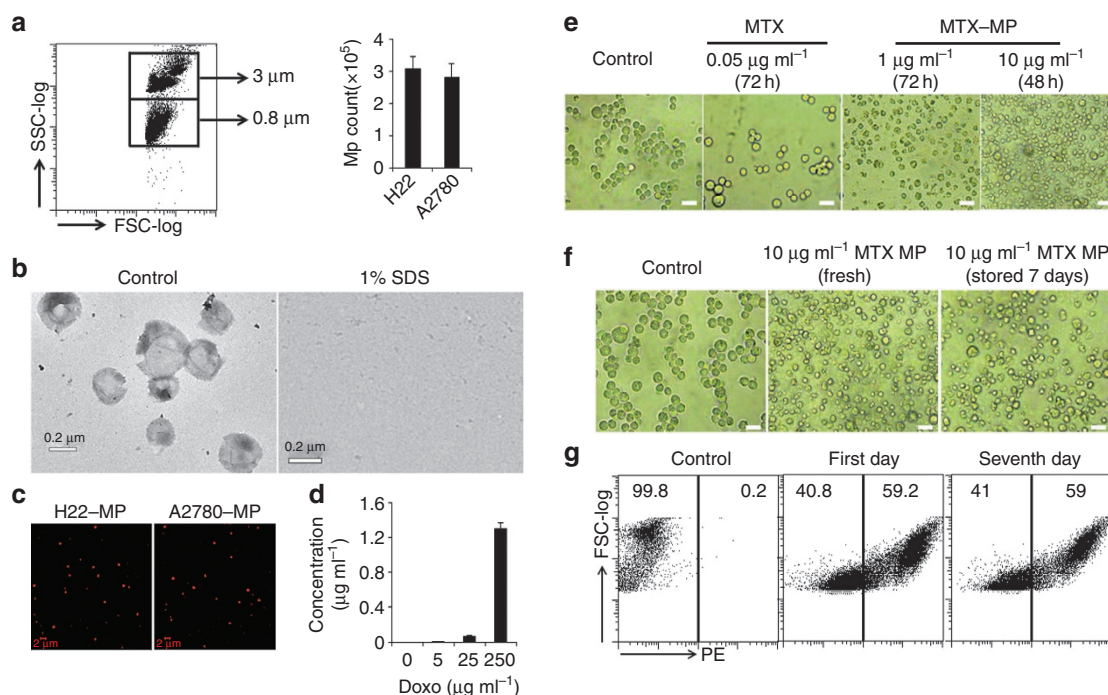 a
SSC-log
FSC-log
3 μm
0.8 μm
Mp count(×10⁵)
4
3
2
1
0
H22
A2780
b
Control
1% SDS
0.2 μm
0.2 μm
c
H22–MP
A2780–MP
2 μm
2 μm
d
Concentration
(μg ml⁻¹)
1.6
1.2
0.8
0.4
0
0
5
25
250
Doxo (μg ml⁻¹)
e
MTX
MTX–MP
Control
0.05 μg ml⁻¹
(72 h)
1 μg ml⁻¹
(72 h)
10 μg ml⁻¹
(48 h)
f
Control
10 μg ml⁻¹ MTX MP
(fresh)
10 μg ml⁻¹ MTX MP
(stored 7 days)
g
Control
First day
Seventh day
99.8
0.2
40.8
59.2
41
59
FSC-log
PE